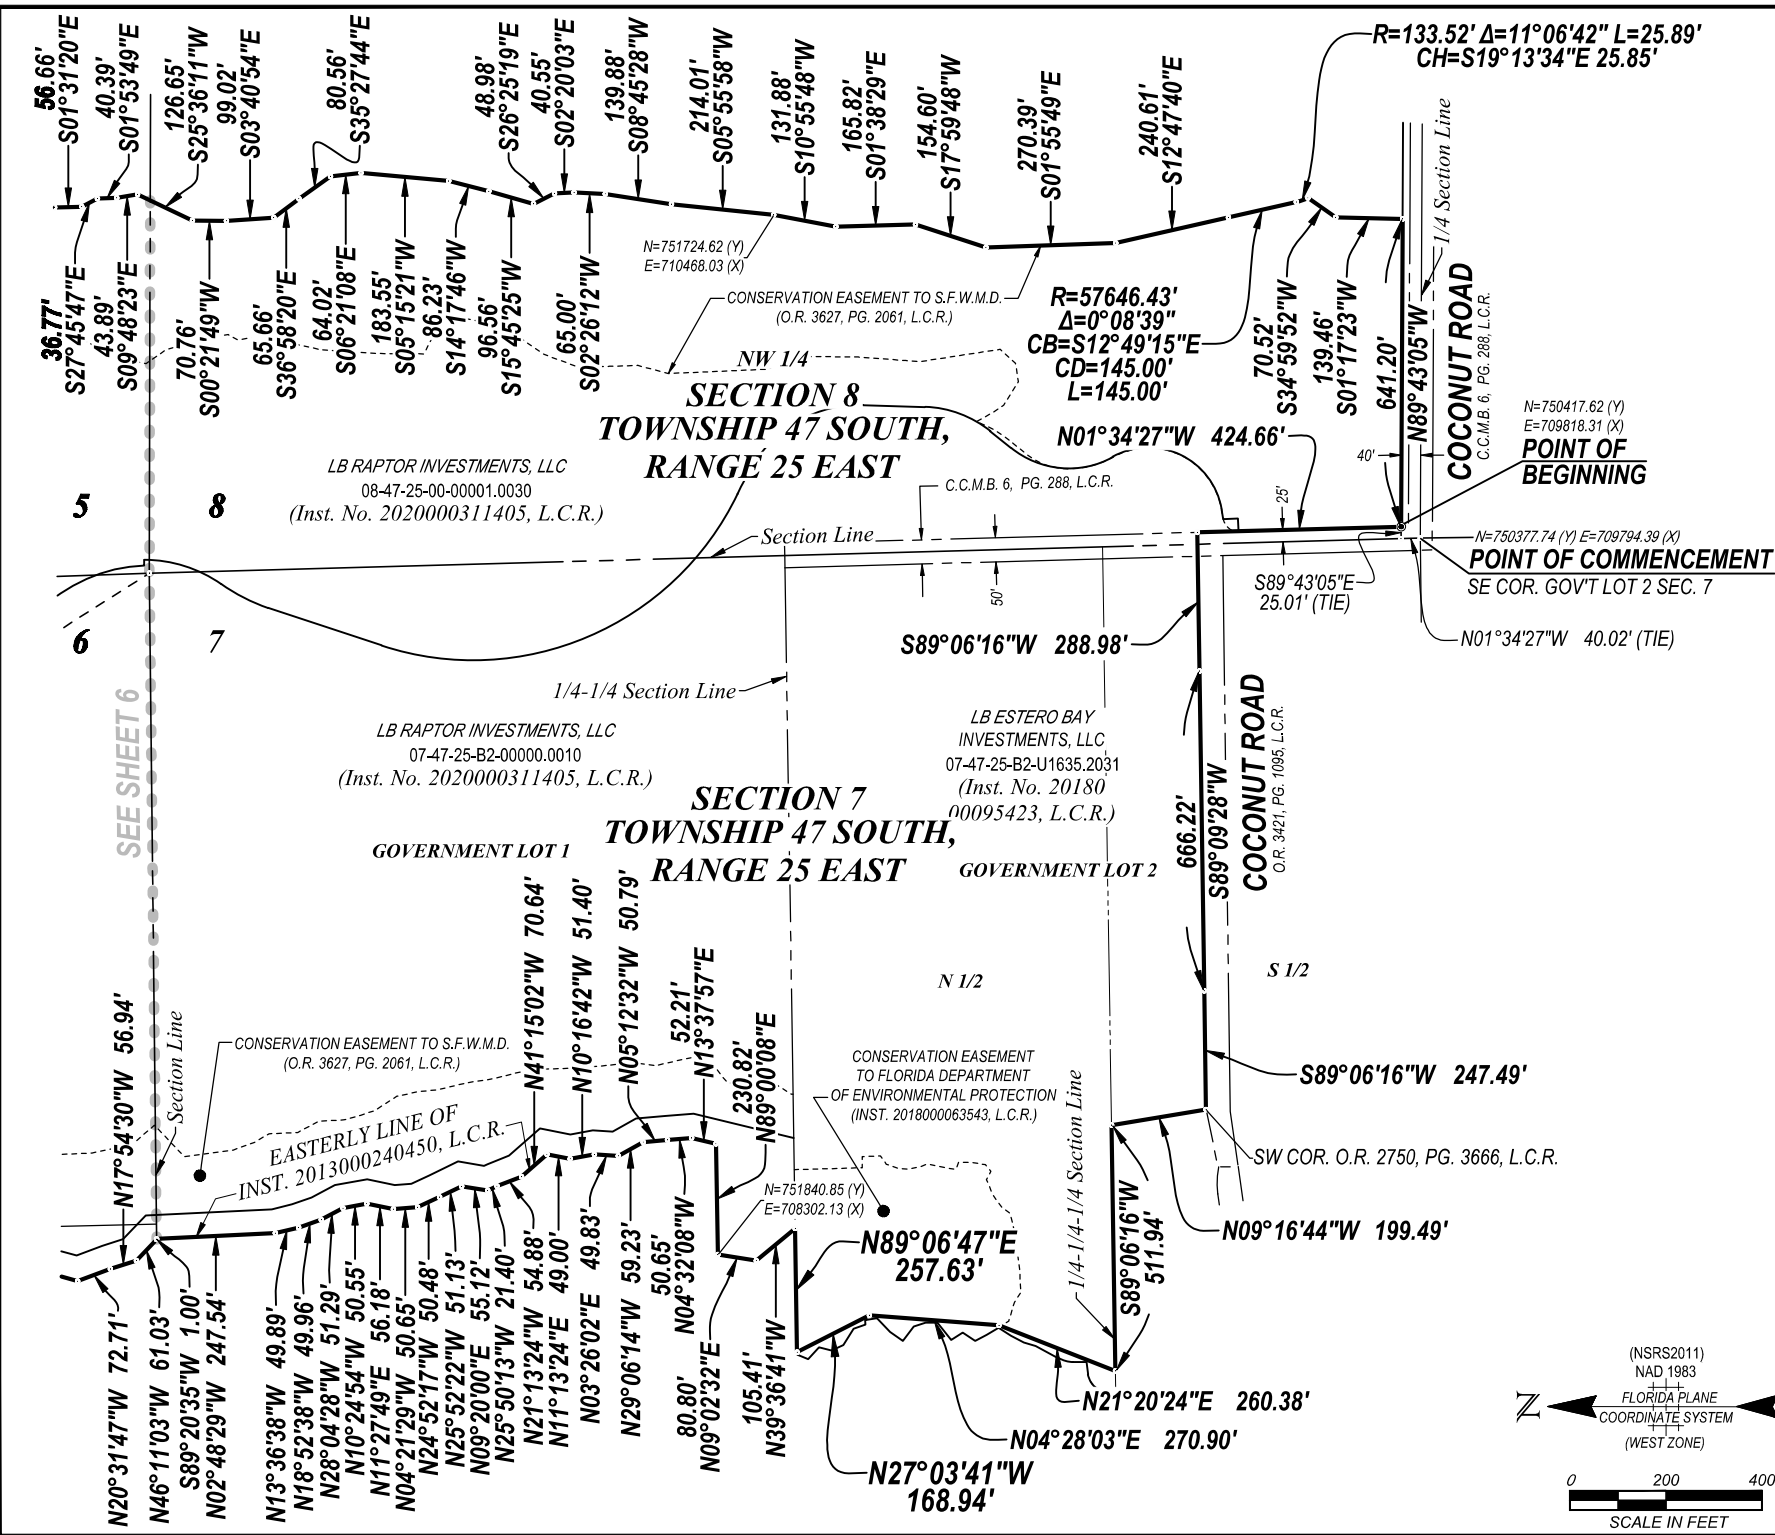 56.66'
S01°31'20"E
40.39'
S01°53'49"E
126.65'
S25°36'11"W
99.02'
S03°40'54"E
80.56'
S35°27'44"E
48.98'
S26°25'19"E
40.55'
S02°20'03"E
139.88'
S08°45'28"W
214.01'
S05°55'58"W
131.88'
S10°55'48"W
165.82'
S01°38'29"E
154.60'
S17°59'48"W
270.39'
S01°55'49"E
240.61'
S12°47'40"E
R=133.52' Δ=11°06'42" L=25.89'
CH=S19°13'34"E 25.85'
1/4 Section Line
36.77'
S27°45'47"E
43.89'
S09°48'23"E
70.76'
S00°21'49"W
65.66'
S36°58'20"E
64.02'
S06°21'08"E
183.55'
S05°15'21"W
86.23'
S14°17'46"W
96.56'
S15°45'25"W
65.00'
S02°26'12"W
N=751724.62 (Y)
E=710468.03 (X)
CONSERVATION EASEMENT TO S.F.W.M.D.
(O.R. 3627, PG. 2061, L.C.R.)
R=57646.43'
Δ=0°08'39"
CB=S12°49'15"E
CD=145.00'
L=145.00'
70.52'
S34°59'52"W
139.46'
S01°17'23"W
641.20'
N89°43'05"W
COCONUT ROAD
C.C.M.B. 6, PG. 288, L.C.R.
NW 1/4
SECTION 8
TOWNSHIP 47 SOUTH,
RANGE 25 EAST
N01°34'27"W 424.66'
40'
N=750417.62 (Y)
E=709818.31 (X)
POINT OF
BEGINNING
LB RAPTOR INVESTMENTS, LLC
08-47-25-00-00001.0030
(Inst. No. 2020000311405, L.C.R.)
5
8
C.C.M.B. 6, PG. 288, L.C.R.
25'
Section Line
N=750377.74 (Y) E=709794.39 (X)
POINT OF COMMENCEMENT
SE COR. GOV'T LOT 2 SEC. 7
S89°43'05"E
25.01' (TIE)
50'
6
7
N01°34'27"W 40.02' (TIE)
S89°06'16"W 288.98'
SEE SHEET 6
1/4-1/4 Section Line
LB RAPTOR INVESTMENTS, LLC
07-47-25-B2-00000.0010
(Inst. No. 2020000311405, L.C.R.)
LB ESTERO BAY
INVESTMENTS, LLC
07-47-25-B2-U1635.2031
(Inst. No. 20180
00095423, L.C.R.)
SECTION 7
TOWNSHIP 47 SOUTH,
RANGE 25 EAST
666.22'
S89°09'28"W
COCONUT ROAD
O.R. 3421, PG. 1095, L.C.R.
GOVERNMENT LOT 1
GOVERNMENT LOT 2
N 1/2
S 1/2
N17°54'30"W 56.94'
Section Line
CONSERVATION EASEMENT TO S.F.W.M.D.
(O.R. 3627, PG. 2061, L.C.R.)
EASTERLY LINE OF
INST. 2013000240450, L.C.R.
N41°15'02"W 70.64'
N10°16'42"W 51.40'
N05°12'32"W 50.79'
52.21'
N13°37'57"E
230.82'
N89°00'08"E
CONSERVATION EASEMENT
TO FLORIDA DEPARTMENT
OF ENVIRONMENTAL PROTECTION
(INST. 2018000063543, L.C.R.)
1/4-1/4-1/4 Section Line
S89°06'16"W 247.49'
SW COR. O.R. 2750, PG. 3666, L.C.R.
N09°16'44"W 199.49'
S89°06'16"W
511.94'
N=751840.85 (Y)
E=708302.13 (X)
N89°06'47"E
257.63'
N20°31'47"W 72.71'
N46°11'03"W 61.03'
S89°20'35"W 1.00'
N02°48'29"W 247.54'
N13°36'38"W 49.89'
N18°52'38"W 49.96'
N28°04'28"W 51.29'
N10°24'54"W 50.55'
N11°27'49"E 56.18'
N04°21'29"W 50.65'
N24°52'17"W 50.48'
N25°52'22"W 51.13'
N09°20'00"E 55.12'
N25°50'13"W 21.40'
N21°13'24"W 54.88'
N11°13'24"E 49.00'
N03°26'02"E 49.83'
N29°06'14"W 59.23'
50.65'
N04°32'08"W
80.80'
N09°02'32"E
105.41'
N39°36'41"W
N21°20'24"E 260.38'
N04°28'03"E 270.90'
N27°03'41"W
168.94'
(NSRS2011)
NAD 1983
FLORIDA PLANE
COORDINATE SYSTEM
(WEST ZONE)
N
0 200 400
SCALE IN FEET